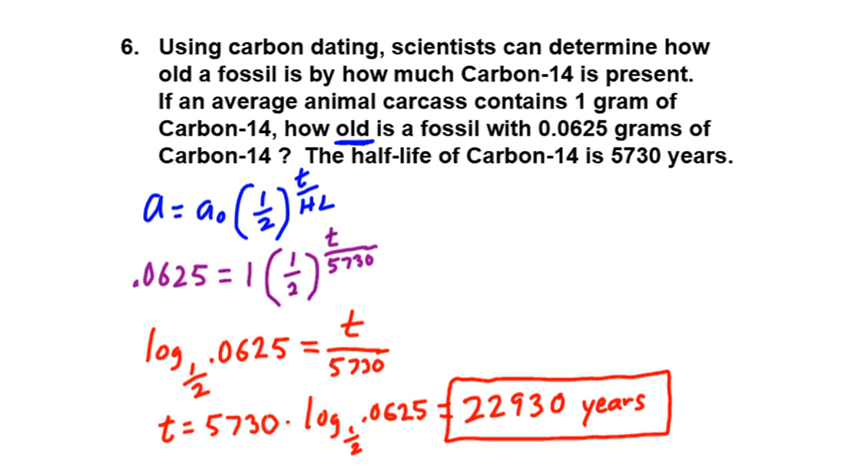 6. Using carbon dating, scientists can determine how
old a fossil is by how much Carbon-14 is present.
If an average animal carcass contains 1 gram of
Carbon-14, how old is a fossil with 0.0625 grams of
Carbon-14 ? The half-life of Carbon-14 is 5730 years.
a = a₀ (1/2)^(t/HL)
.0625 = 1 (1/2)^(t/5730)
log_(1/2) .0625 = t/5730
t = 5730 · log_(1/2) .0625 = 22930 years